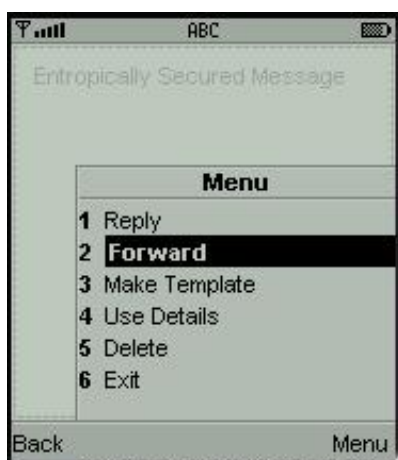 ABC
Entropically Secured Message
Menu
1 Reply
2 Forward
3 Make Template
4 Use Details
5 Delete
6 Exit
Back Menu